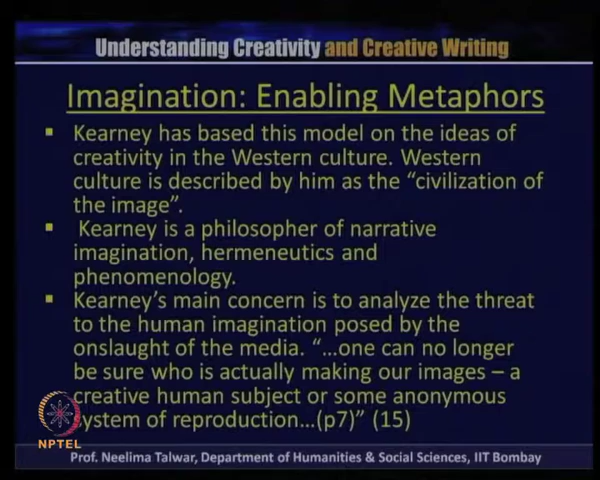 Understanding Creativity and Creative Writing
Imagination: Enabling Metaphors
▪ Kearney has based this model on the ideas of
creativity in the Western culture. Western
culture is described by him as the “civilization of
the image”.
▪ Kearney is a philosopher of narrative
imagination, hermeneutics and
phenomenology.
▪ Kearney’s main concern is to analyze the threat
to the human imagination posed by the
onslaught of the media. “…one can no longer
be sure who is actually making our images – a
creative human subject or some anonymous
system of reproduction…(p7)” (15)
NPTEL
Prof. Neelima Talwar, Department of Humanities & Social Sciences, IIT Bombay